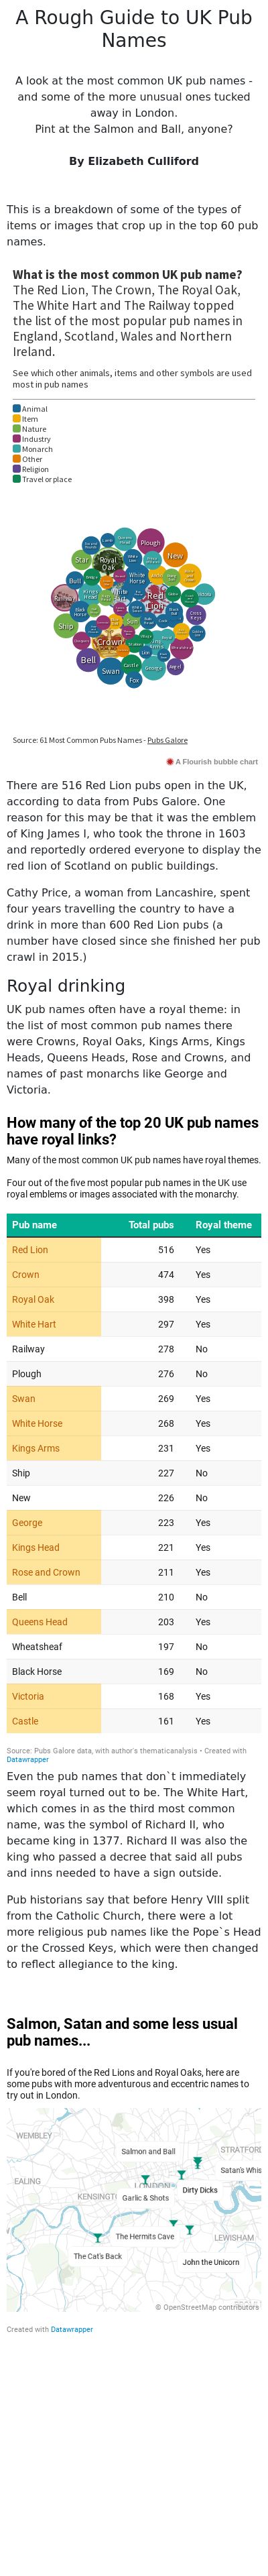 A Rough Guide to UK Pub
Names
A look at the most common UK pub names -
and some of the more unusual ones tucked
away in London.
Pint at the Salmon and Ball, anyone?
By Elizabeth Culliford
This is a breakdown of some of the types of
items or images that crop up in the top 60 pub
names.
What is the most common UK pub name?
The Red Lion, The Crown, The Royal Oak,
The White Hart and The Railway topped
the list of the most popular pub names in
England, Scotland, Wales and Northern
Ireland.
See which other animals, items and other symbols are used
most in pub names
Animal
Item
Nature
Industry
Monarch
Other
Religion
Travel or place
Plough
New
Star
Royal
Oak
White
Horse
Bull
Kings
Head
Red
Lion
Ship
Sun
Cross
Keys
Crown
Bell
Swan
Castle
George
Angel
Fox
Source: 61 Most Common Pubs Names - Pubs Galore
A Flourish bubble chart
There are 516 Red Lion pubs open in the UK,
according to data from Pubs Galore. One
reason for this may be that it was the emblem
of King James I, who took the throne in 1603
and reportedly ordered everyone to display the
red lion of Scotland on public buildings.
Cathy Price, a woman from Lancashire, spent
four years travelling the country to have a
drink in more than 600 Red Lion pubs (a
number have closed since she finished her pub
crawl in 2015.)
Royal drinking
UK pub names often have a royal theme: in
the list of most common pub names there
were Crowns, Royal Oaks, Kings Arms, Kings
Heads, Queens Heads, Rose and Crowns, and
names of past monarchs like George and
Victoria.
How many of the top 20 UK pub names
have royal links?
Many of the most common UK pub names have royal themes.
Four out of the five most popular pub names in the UK use
royal emblems or images associated with the monarchy.
Pub name Total pubs Royal theme
Red Lion 516 Yes
Crown 474 Yes
Royal Oak 398 Yes
White Hart 297 Yes
Railway 278 No
Plough 276 No
Swan 269 Yes
White Horse 268 Yes
Kings Arms 231 Yes
Ship 227 No
New 226 No
George 223 Yes
Kings Head 221 Yes
Rose and Crown 211 Yes
Bell 210 No
Queens Head 203 Yes
Wheatsheaf 197 No
Black Horse 169 No
Victoria 168 Yes
Castle 161 Yes
Source: Pubs Galore data, with author's thematicanalysis • Created with
Datawrapper
Even the pub names that don`t immediately
seem royal turned out to be. The White Hart,
which comes in as the third most common
name, was the symbol of Richard II, who
became king in 1377. Richard II was also the
king who passed a decree that said all pubs
and inns needed to have a sign outside.
Pub historians say that before Henry VIII split
from the Catholic Church, there were a lot
more religious pub names like the Pope`s Head
or the Crossed Keys, which were then changed
to reflect allegiance to the king.
Salmon, Satan and some less usual
pub names...
If you're bored of the Red Lions and Royal Oaks, here are
some pubs with more adventurous and eccentric names to
try out in London.
WEMBLEY
Salmon and Ball
STRATFORD
Satan's Whis
EALING
LONDON
Dirty Dicks
KENSINGTO
Garlic & Shots
The Hermits Cave
LEWISHAM
The Cat's Back
John the Unicorn
© OpenStreetMap contributors
Created with Datawrapper